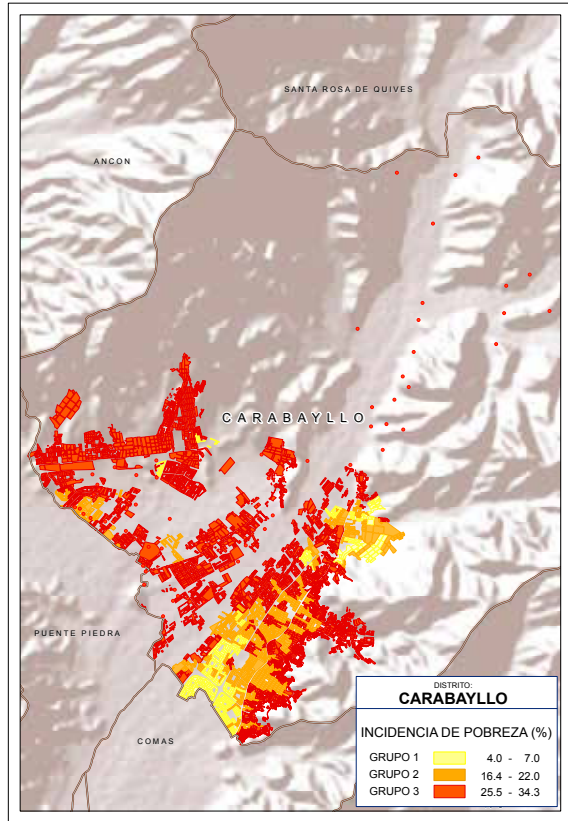 SANTA ROSA DE QUIVES
ANCON
CARABAYLLO
PUENTE PIEDRA
COMAS
DISTRITO:
CARABAYLLO
INCIDENCIA DE POBREZA (%)
GRUPO 1 4.0 - 7.0
GRUPO 2 16.4 - 22.0
GRUPO 3 25.5 - 34.3